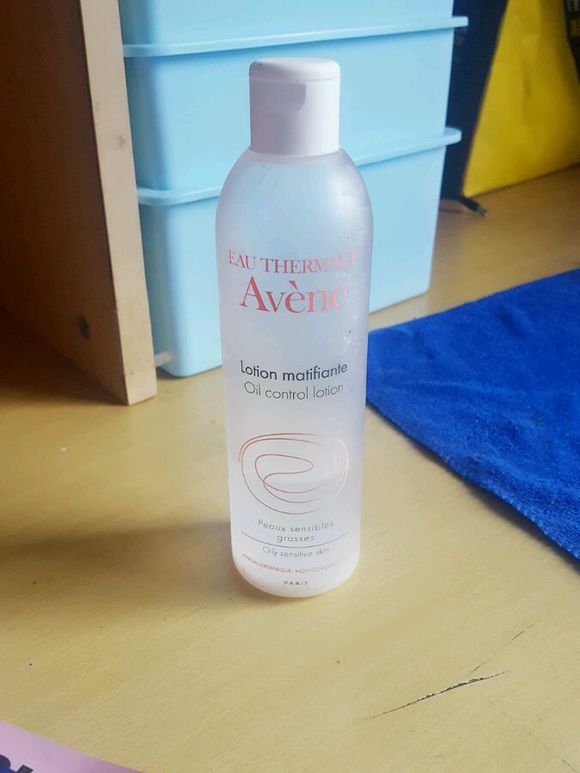 EAU THERMALE
Avène
Lotion matifiante
Oil control lotion
Peaux sensibles
grasses
Oily sensitive skin
PARIS